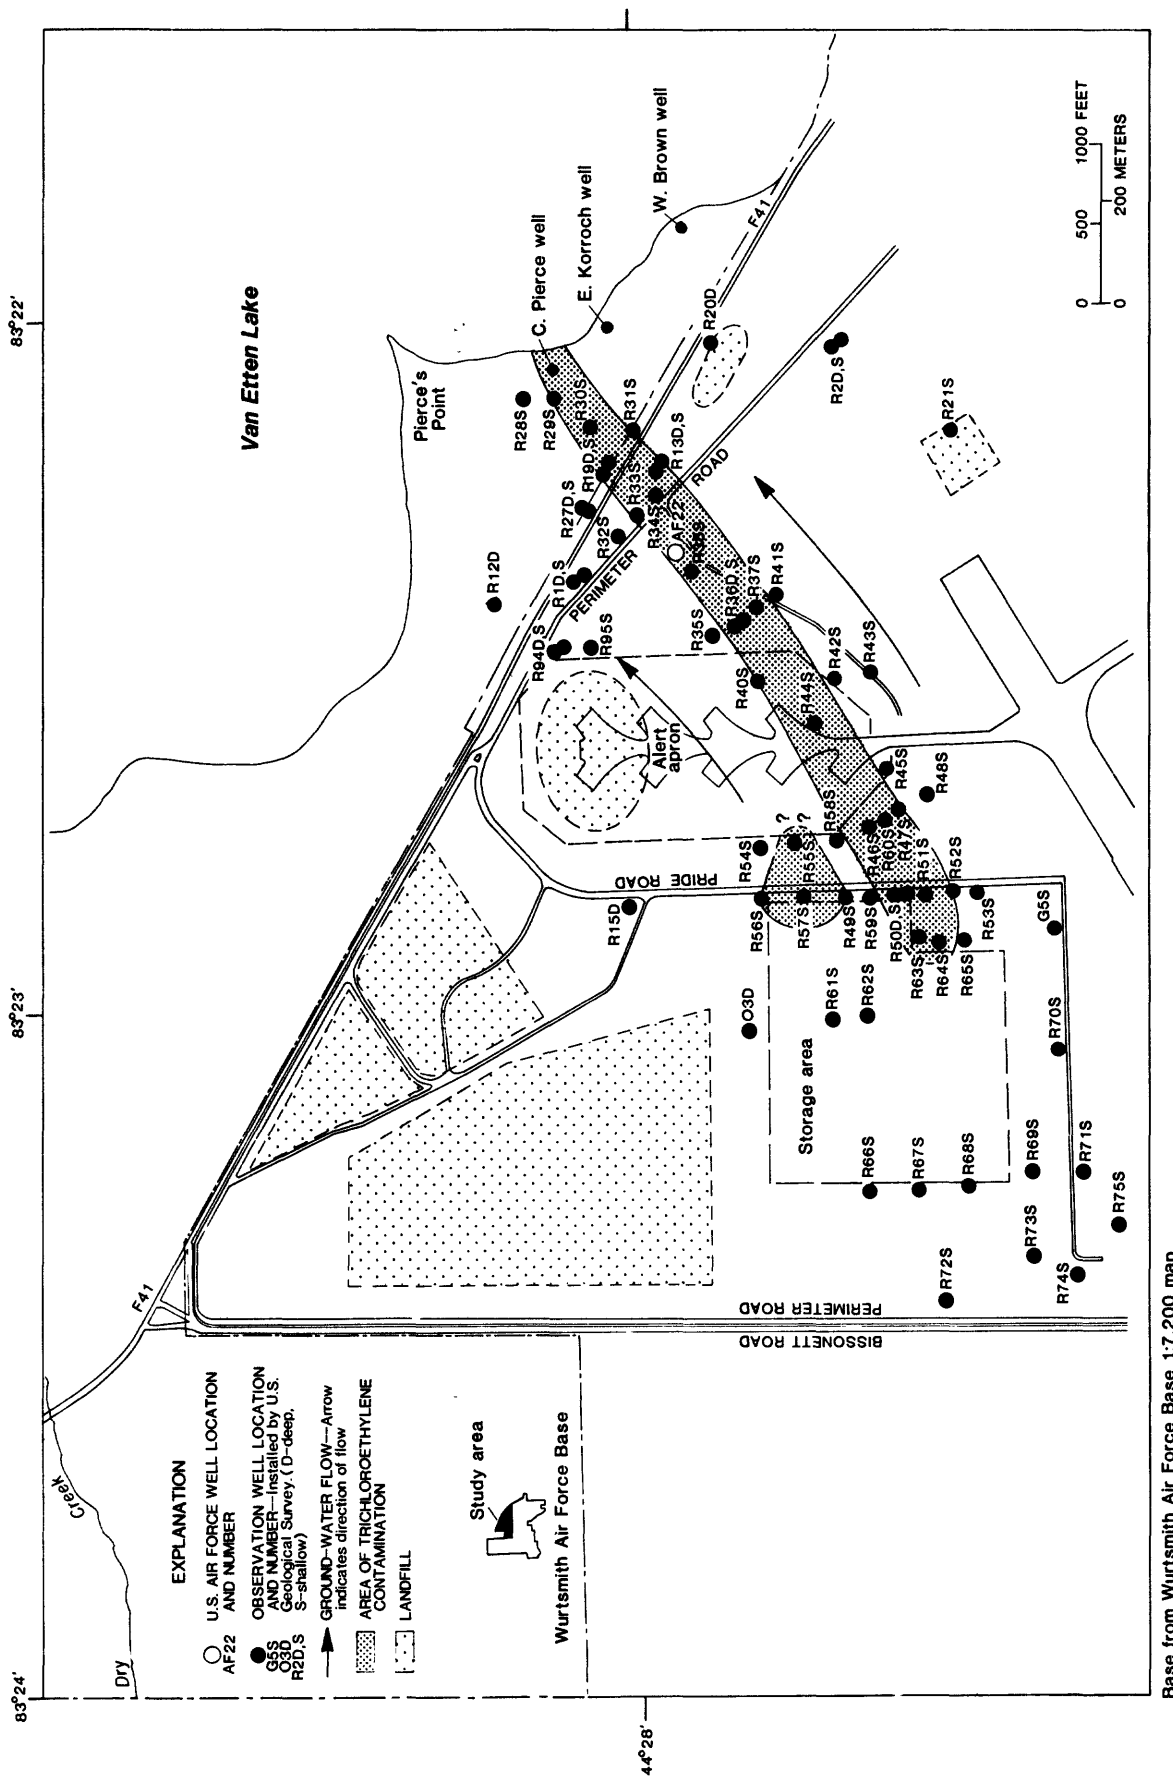 83°24'
83°23'
83°22'
44°28'
Dry
Creek
F41
Van Etten Lake
Pierce's
Point
EXPLANATION
AF22
U.S. AIR FORCE WELL LOCATION
AND NUMBER
G5S
O3D
R2D,S
OBSERVATION WELL LOCATION
AND NUMBER—Installed by U.S.
Geological Survey. (D-deep,
S-shallow)
GROUND-WATER FLOW—Arrow
indicates direction of flow
AREA OF TRICHLOROETHYLENE
CONTAMINATION
LANDFILL
Study area
Wurtsmith Air Force Base
BISSONETT ROAD
PERIMETER ROAD
PRIDE ROAD
PERIMETER
ROAD
F41
Storage area
Alert
apron
C. Pierce well
E. Korroch well
W. Brown well
R28S
R29S
R30S
R31S
R19D,S
R27D,S
R12D
R1D,S
R32S
R33S
R34S
R13D,S
AF22
R38S
R94D,S
R95S
R35S
R36D,S
R37S
R41S
R40S
R42S
R43S
R44S
R20D
R2D,S
R21S
R15D
R54S
R55S
?
?
R58S
R56S
R57S
R49S
R59S
R50D,S
R46S
R60S
R47S
R45S
R48S
R51S
R52S
R53S
R63S
R64S
R65S
G5S
O3D
R61S
R62S
R70S
R66S
R67S
R68S
R69S
R71S
R72S
R73S
R74S
R75S
0 500 1000 FEET
0 200 METERS
Base from Wurtsmith Air Force Base 1:7,200 map